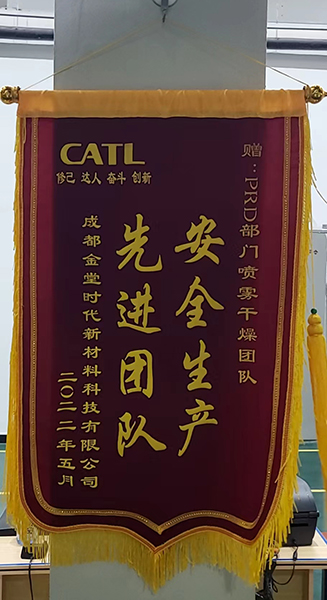 CATL
修己 达人 奋斗 创新
赠：PRD部门喷雾干燥团队
安全生产
先进团队
成都金堂时代新材料科技有限公司
二〇二二年五月